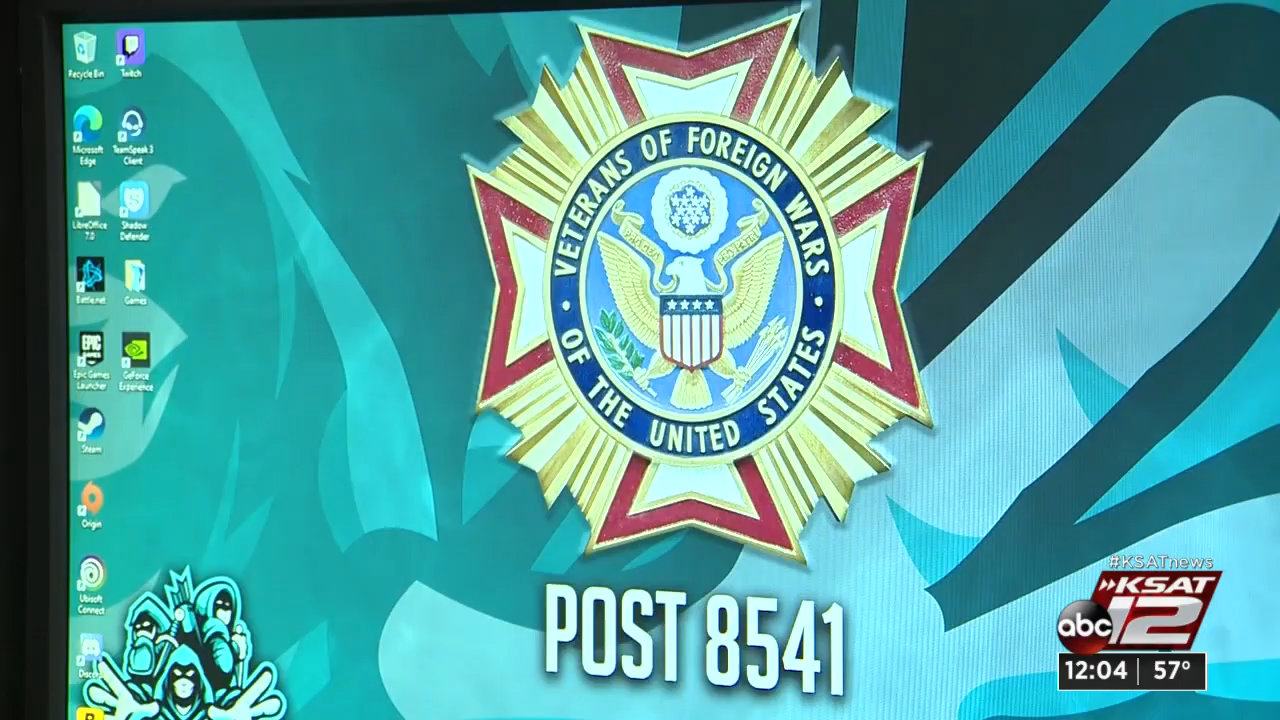 Recycle Bin
Twitch
Microsoft
Edge
TeamSpeak 3
Client
LibreOffice
7.0
Shadow
Defender
Battle.net
Games
EPIC
GAMES
Epic Games
Launcher
GeForce
Experience
Steam
Origin
Ubisoft
Connect
VETERANS OF FOREIGN WARS
OF THE UNITED STATES
POST 8541
#KSATnews
KSAT
abc 12
12:04 57°